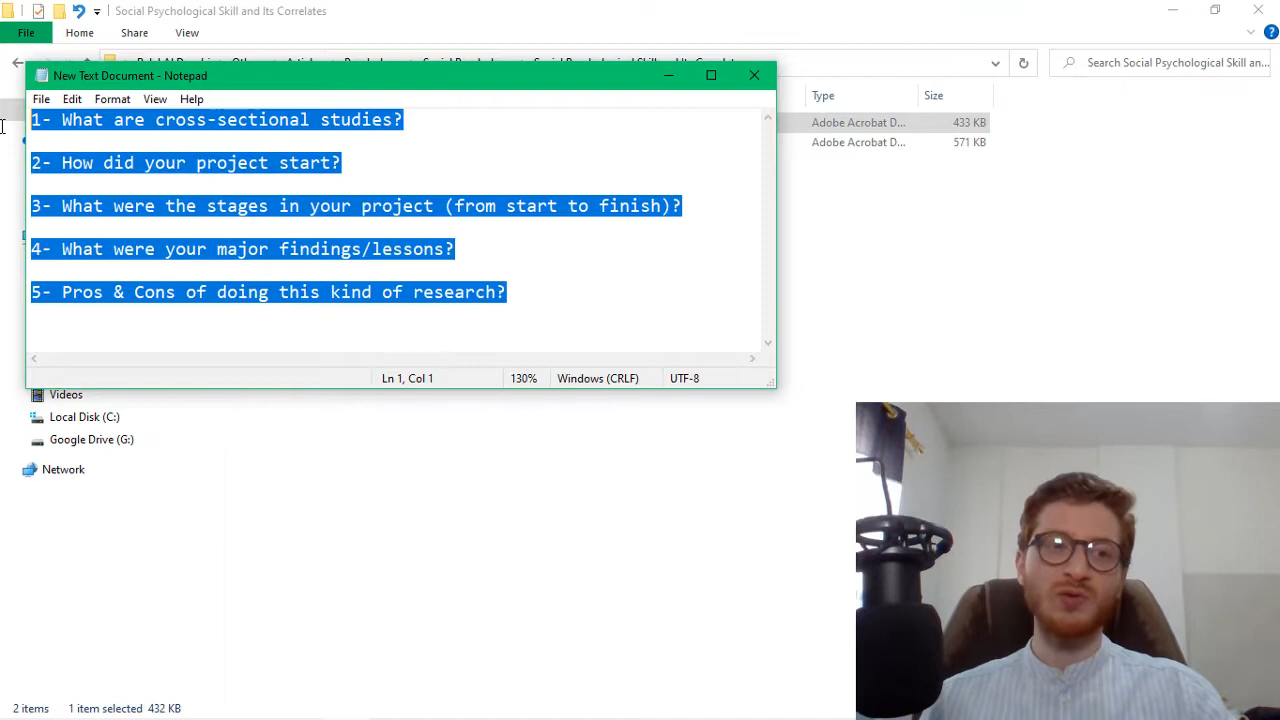 Social Psychological Skill and Its Correlates
File
Home
Share
View
Search Social Psychological Skill an...
New Text Document - Notepad
Type
Size
File
Edit
Format
View
Help
1- What are cross-sectional studies?
Adobe Acrobat D...
433 KB
Adobe Acrobat D...
571 KB
2- How did your project start?
3- What were the stages in your project (from start to finish)?
4- What were your major findings/lessons?
5- Pros & Cons of doing this kind of research?
Ln 1, Col 1
130%
Windows (CRLF)
UTF-8
Videos
Local Disk (C:)
Google Drive (G:)
Network
2 items
1 item selected 432 KB